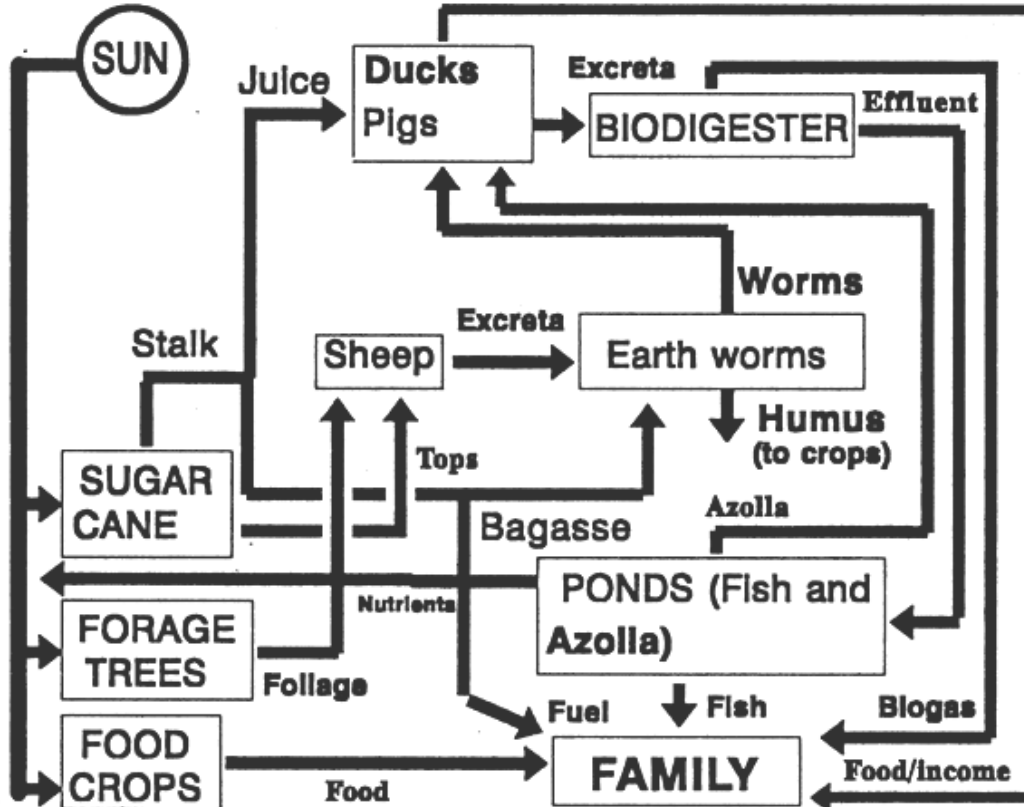 SUN
Juice
Ducks
Pigs
Excreta
BIODIGESTER
Effluent
Worms
Stalk
Sheep
Excreta
Earth worms
Humus
(to crops)
SUGAR
CANE
Tops
Bagasse
Azolla
Nutrients
PONDS (Fish and
Azolla)
FORAGE
TREES
Foliage
Fuel
Fish
Biogas
FOOD
CROPS
Food
FAMILY
Food/income